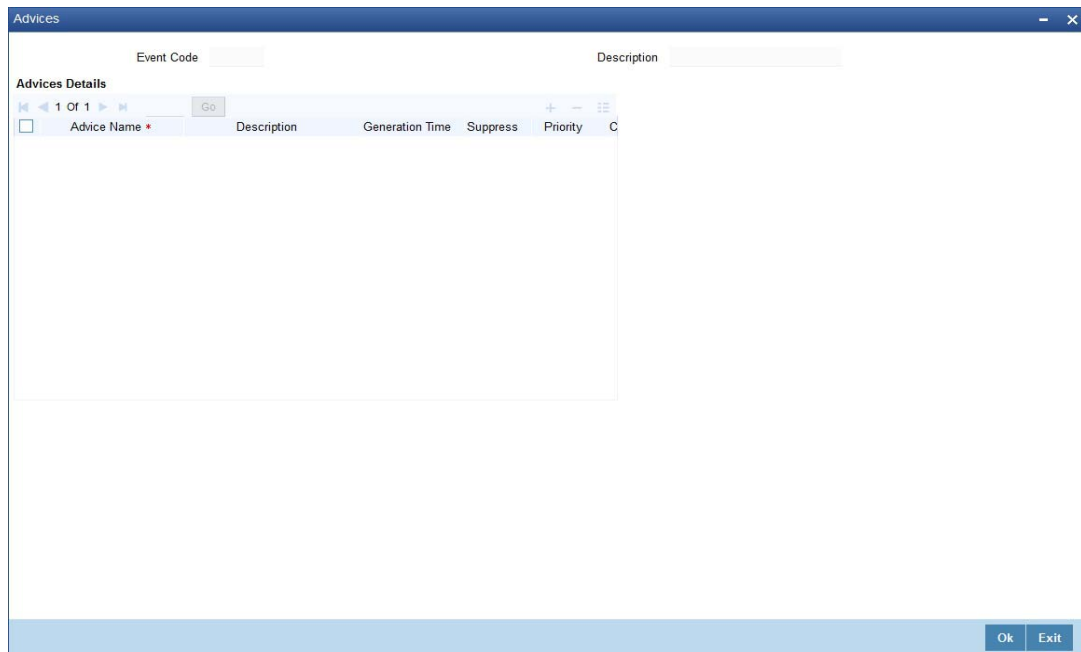 Advices
Event Code
Description
Advices Details
1 Of 1
Go
Advice Name * Description Generation Time Suppress Priority C
Ok Exit